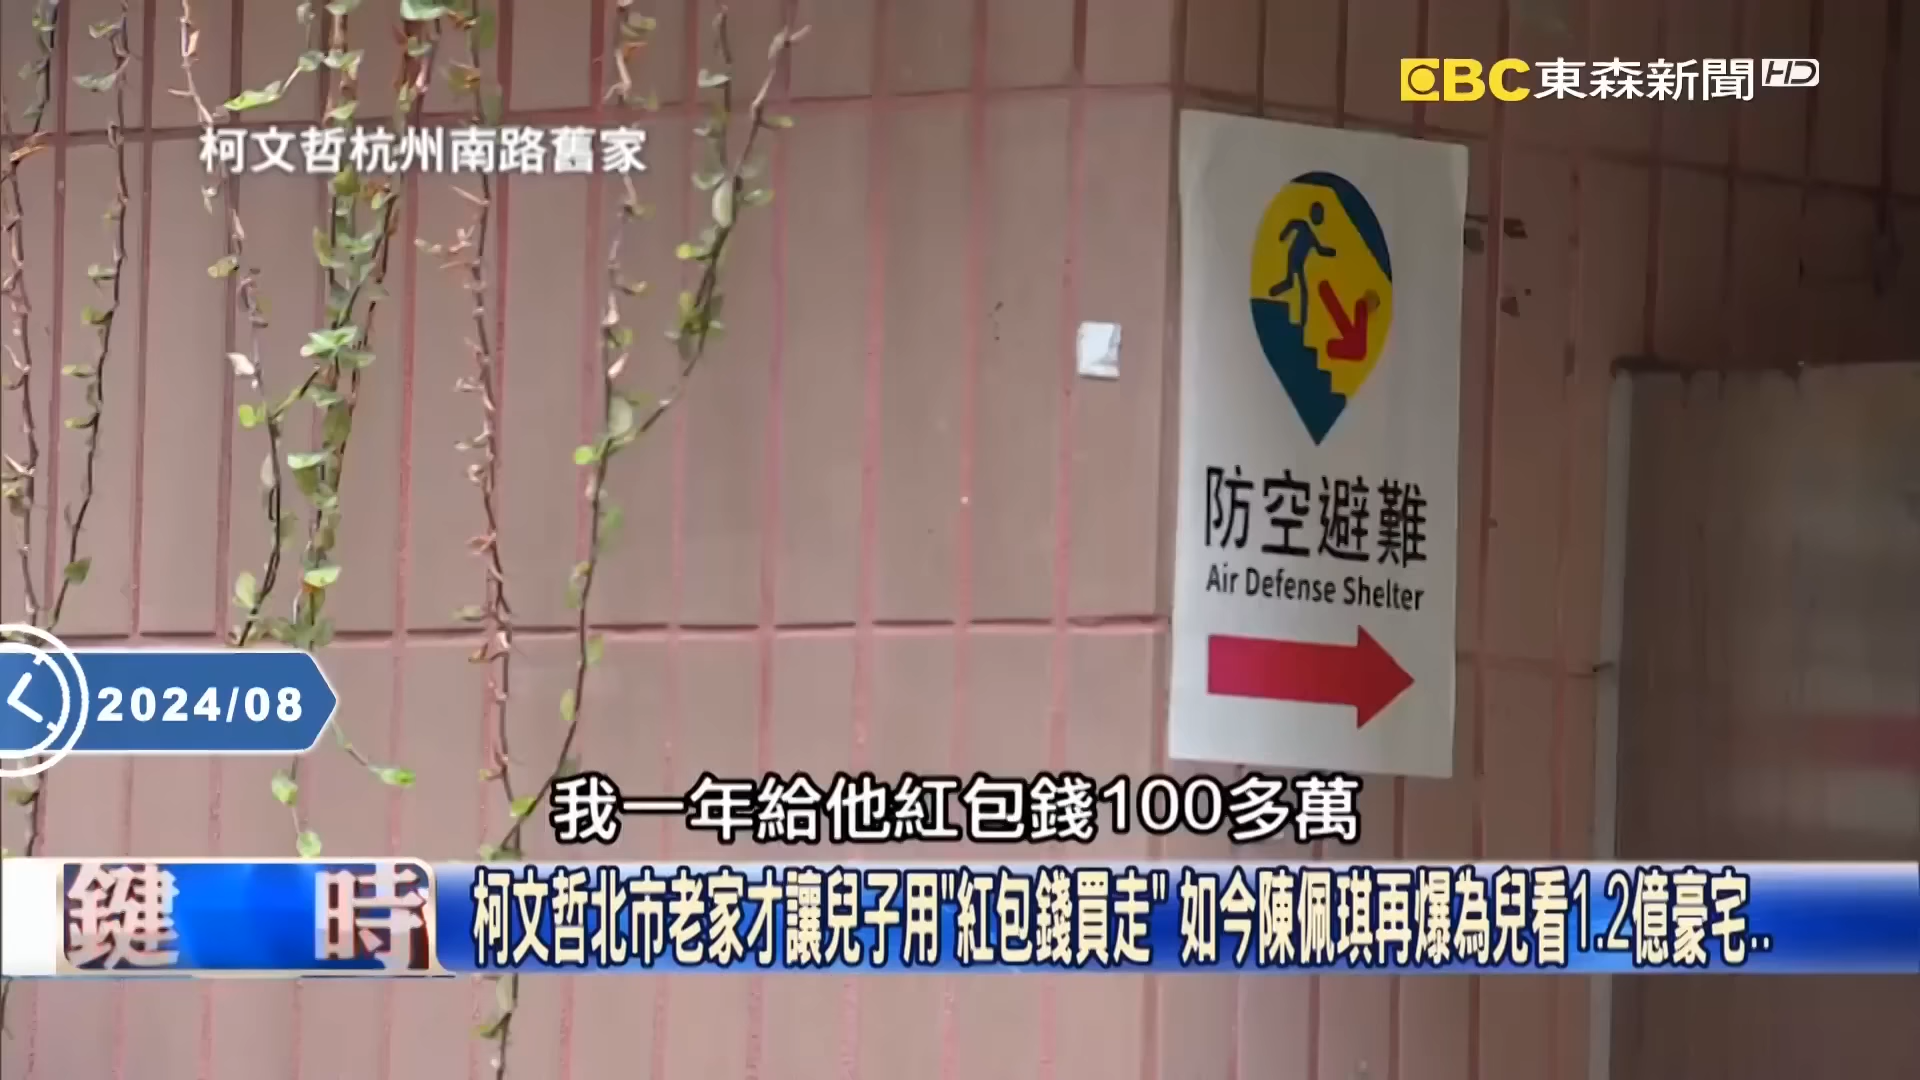 EBC東森新聞HD
柯文哲杭州南路舊家
防空避難
Air Defense Shelter
2024/08
我一年給他紅包錢100多萬
鍵 時
柯文哲北市老家才讓兒子用"紅包錢買走" 如今陳佩琪再爆為兒看1.2億豪宅..